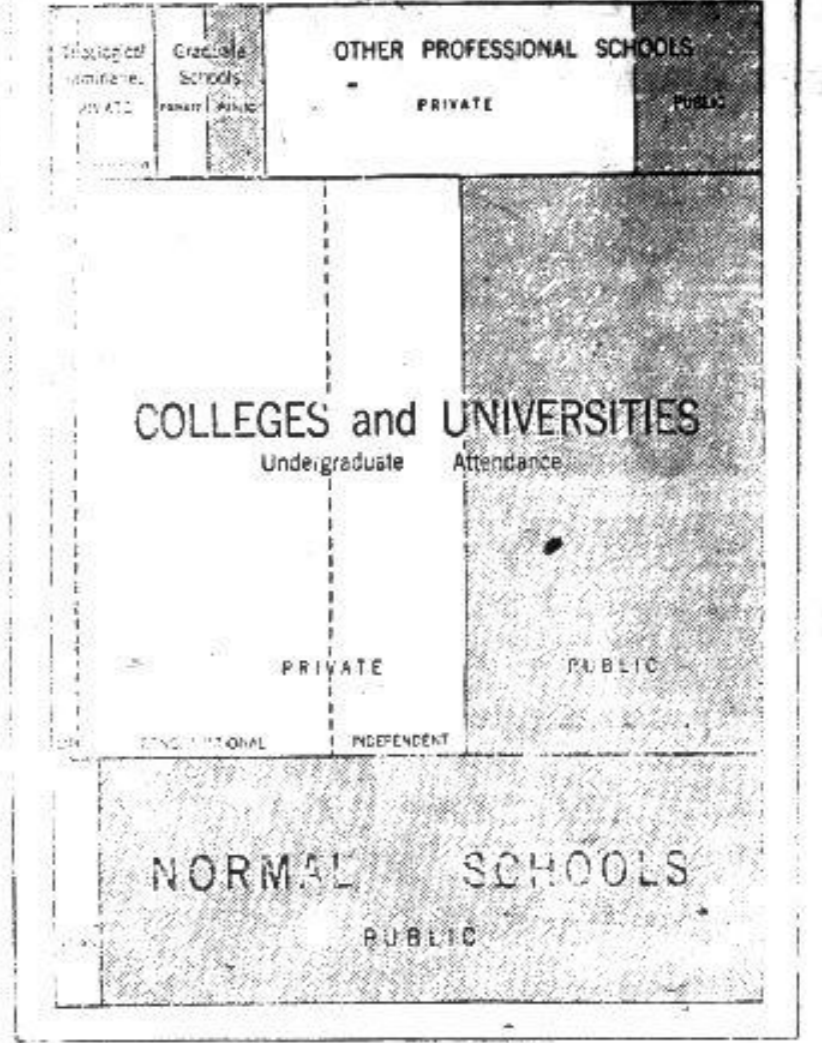 Theological
Seminaries
PRIVATE
Graduate
Schools
PRIVATE PUBLIC
OTHER PROFESSIONAL SCHOOLS
PRIVATE
PUBLIC
COLLEGES and UNIVERSITIES
Undergraduate Attendance
PRIVATE
PUBLIC
INDEPENDENT
NORMAL SCHOOLS
PUBLIC